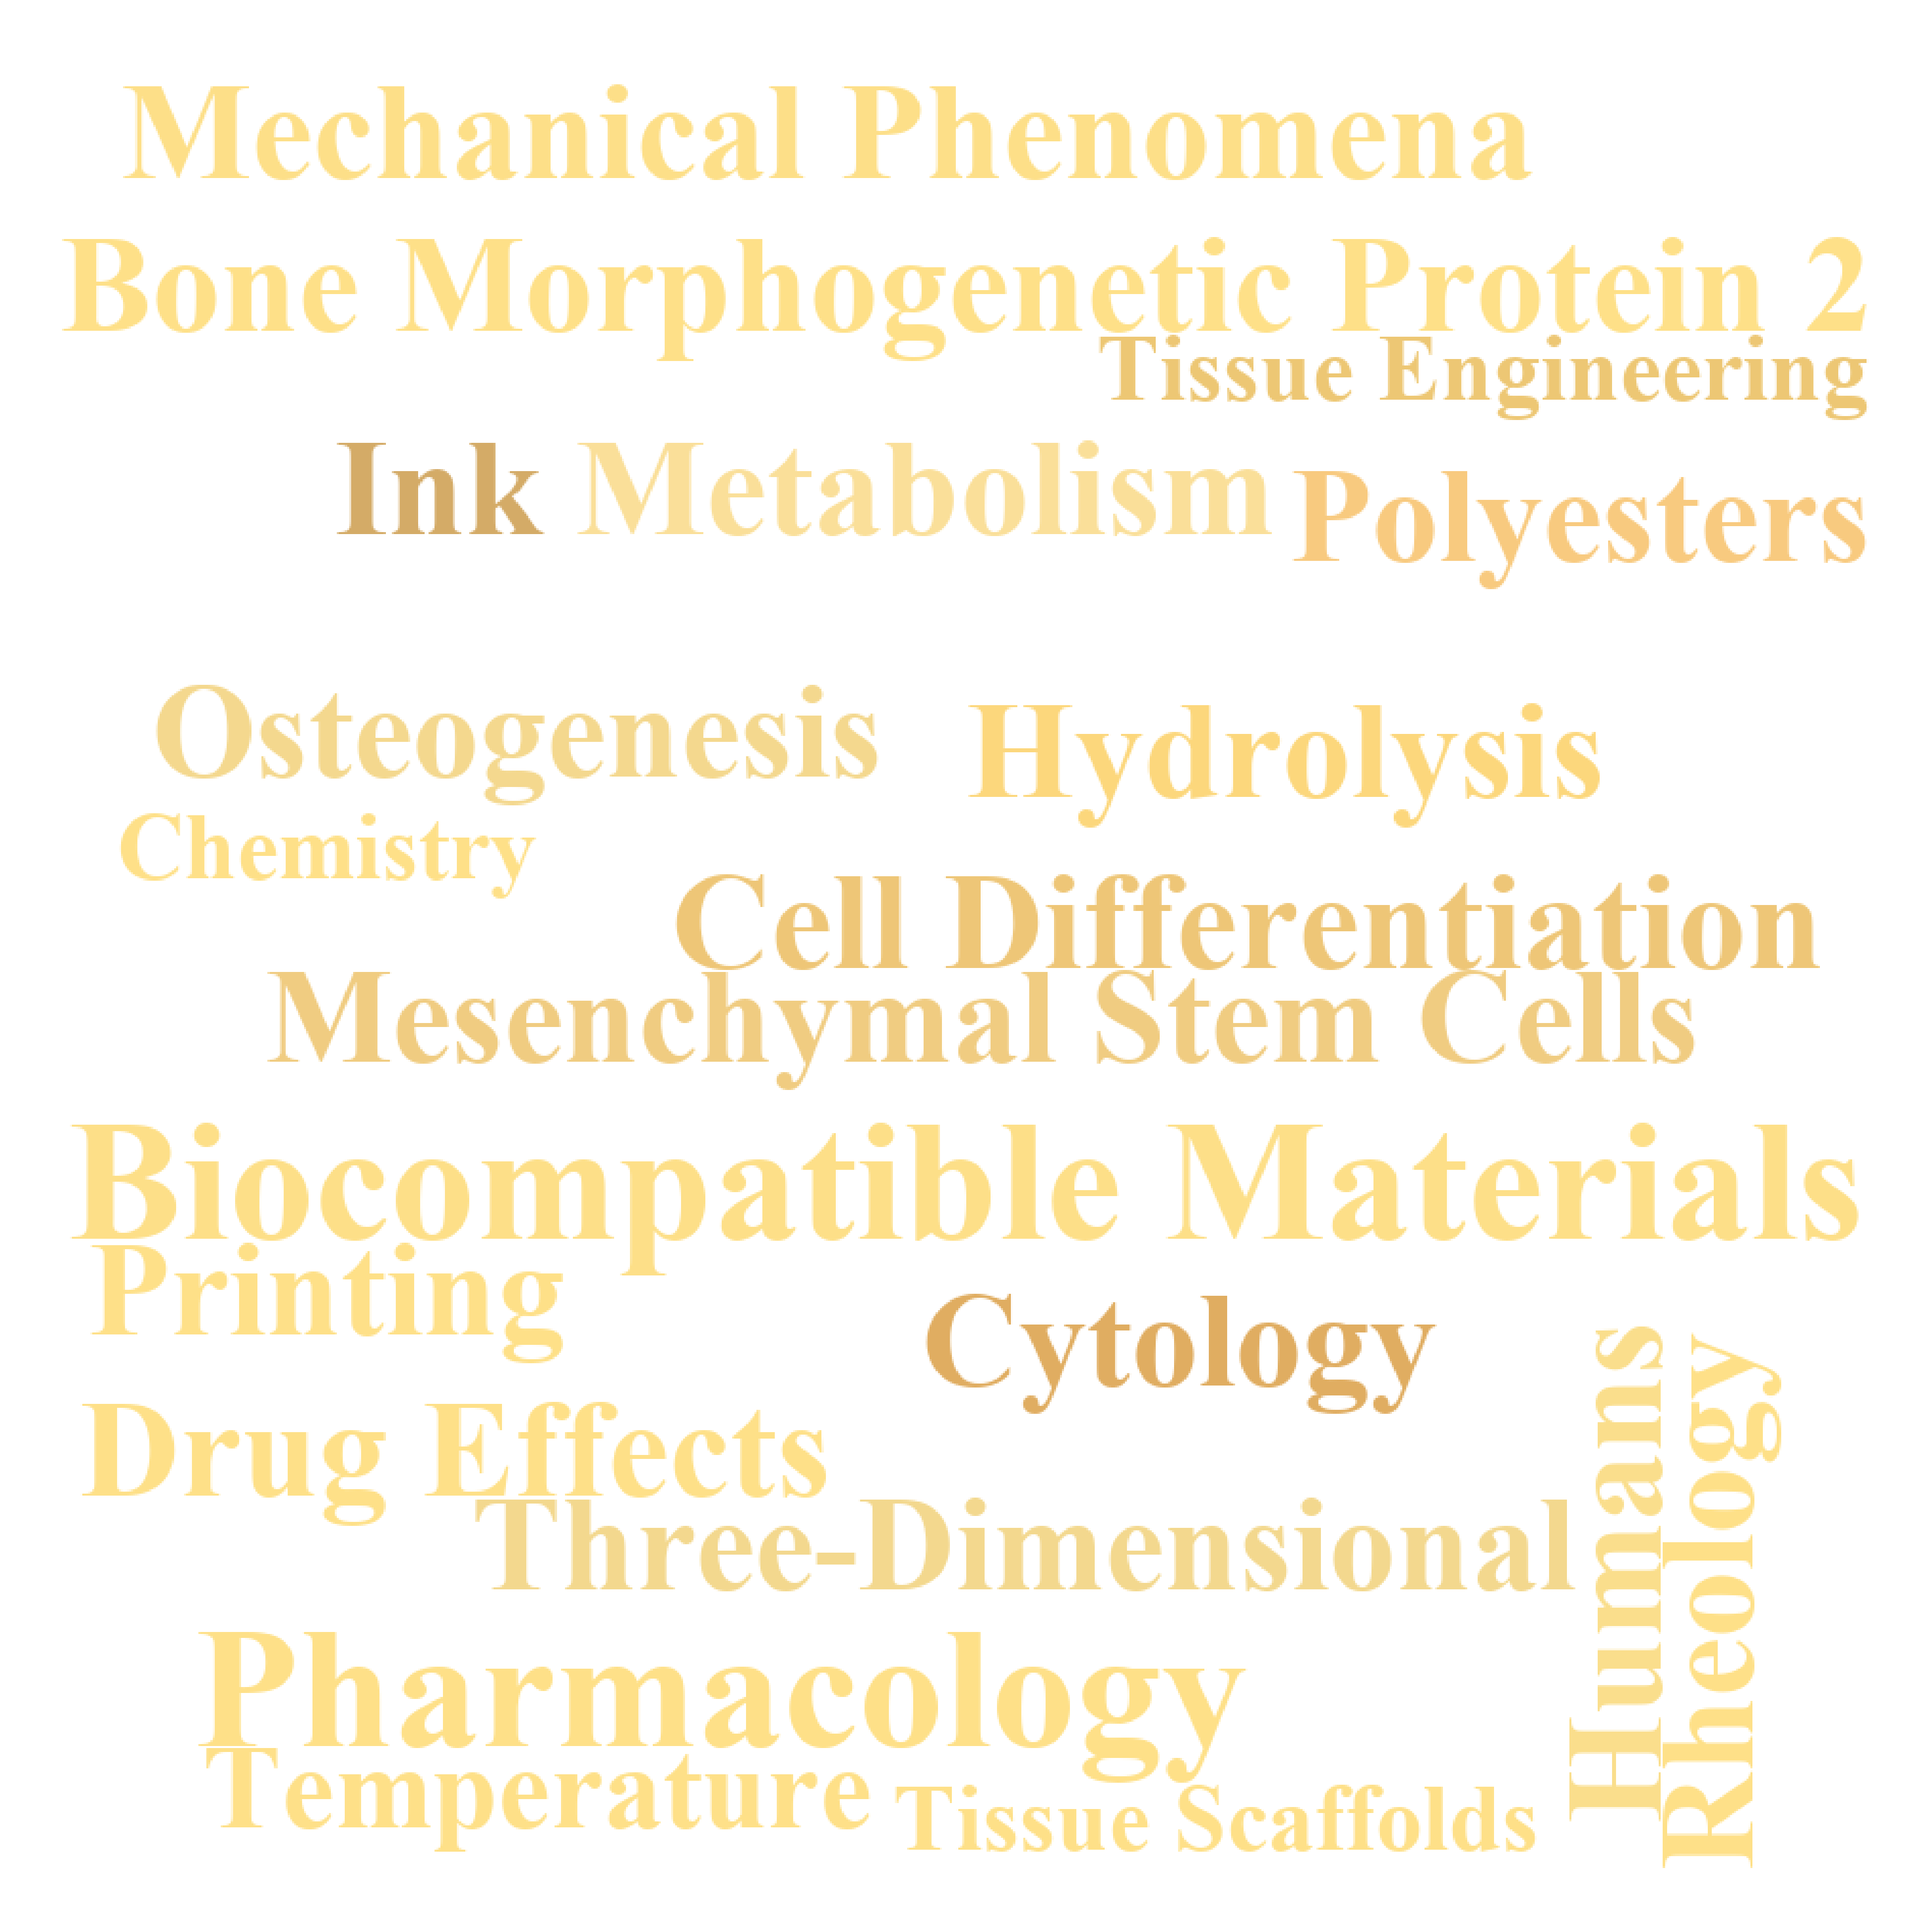 Mechanical Phenomena
Bone Morphogenetic Protein 2
Tissue Engineering
Ink
Metabolism
Polyesters
Osteogenesis
Hydrolysis
Chemistry
Cell Differentiation
Mesenchymal Stem Cells
Biocompatible Materials
Printing
Cytology
Humans
Rheology
Drug Effects
Three-Dimensional
Pharmacology
Temperature
Tissue Scaffolds